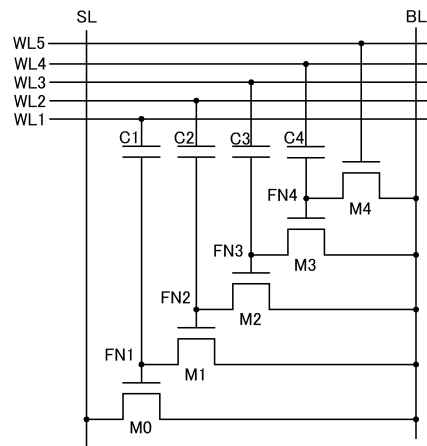 SL BL
WL5
WL4
WL3
WL2
WL1
C1 C2 C3 C4
FN4
M4
FN3
M3
FN2
M2
FN1
M1
M0